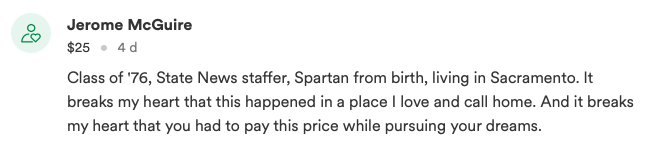 Jerome McGuire
$25 • 4 d
Class of '76, State News staffer, Spartan from birth, living in Sacramento. It
breaks my heart that this happened in a place I love and call home. And it breaks
my heart that you had to pay this price while pursuing your dreams.